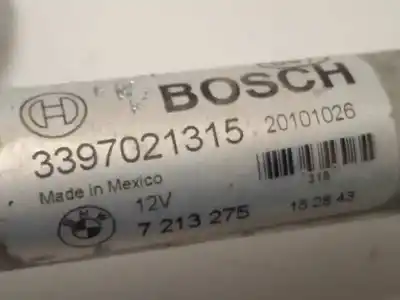 BOSCH
3397021315 20101026
Made in Mexico
12V
318
7 213 275 15 28 43